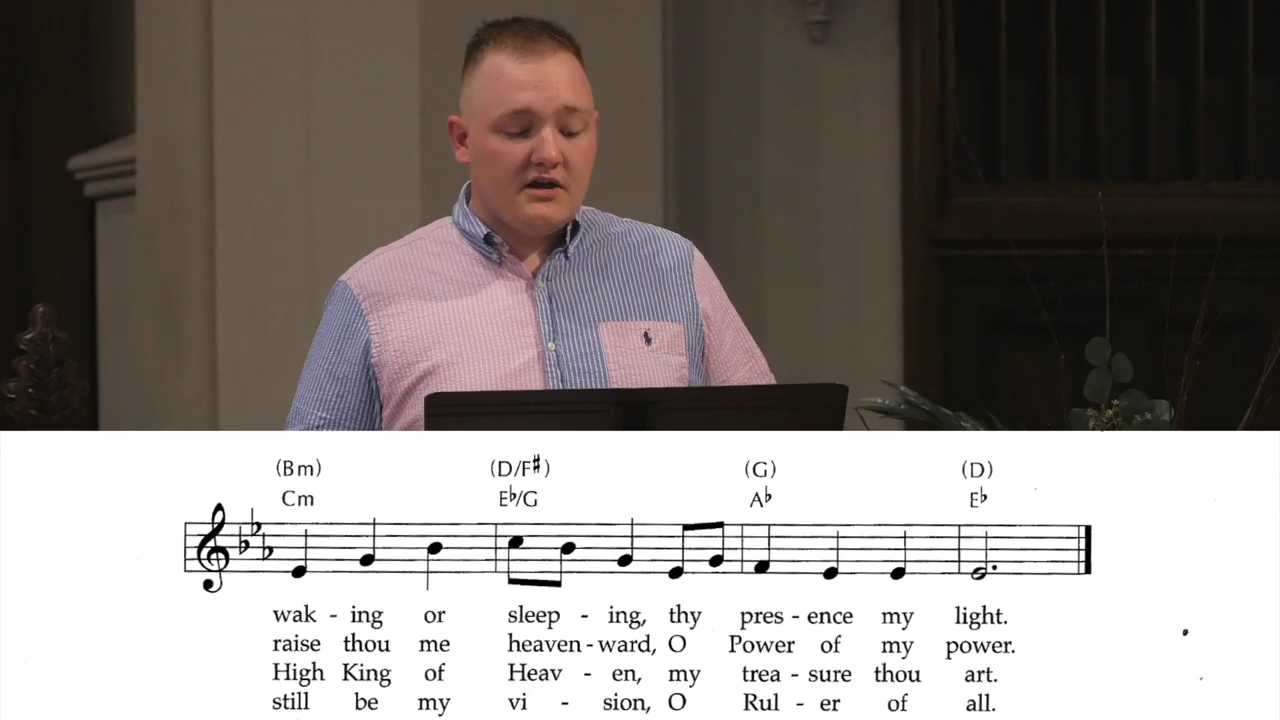 (Bm) (D/F♯) (G) (D)
Cm E♭/G A♭ E♭
wak - ing or sleep - ing, thy pres - ence my light.
raise thou me heaven - ward, O Power of my power.
High King of Heav - en, my trea - sure thou art.
still be my vi - sion, O Rul - er of all.